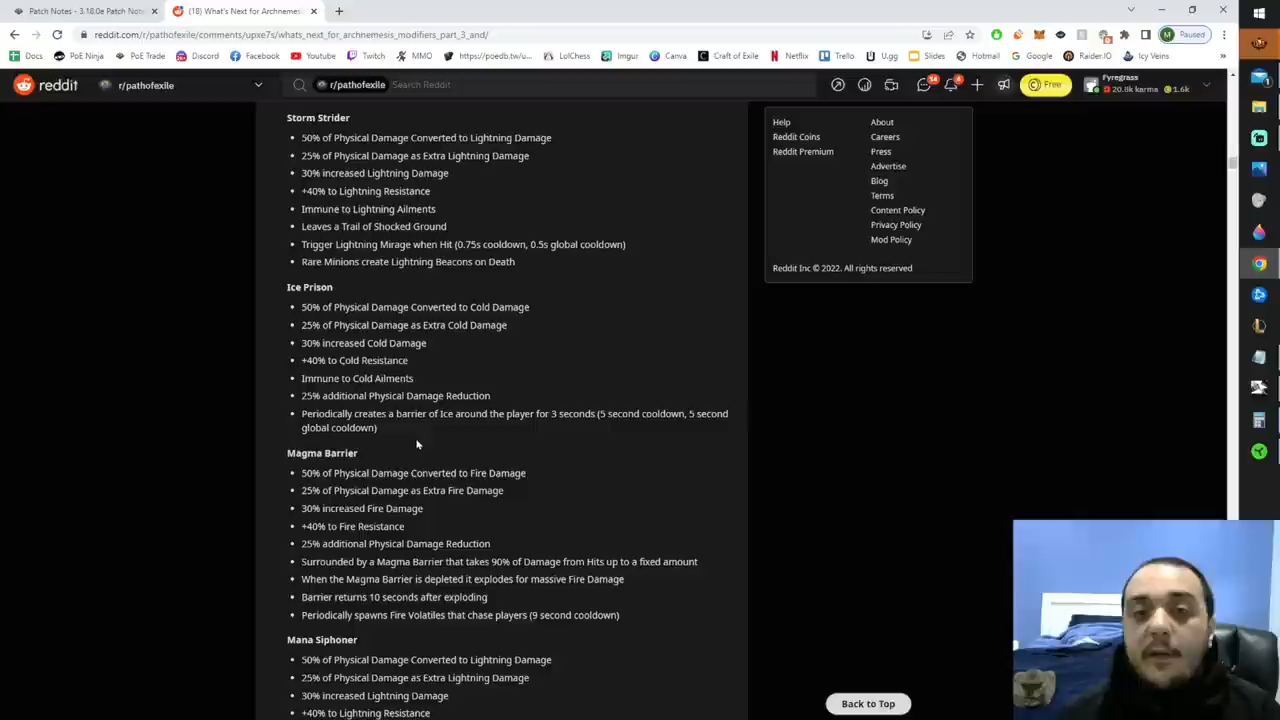 Patch Notes - 3.18.0e Patch Note
(18) What's Next for Archnemesis
reddit.com/r/pathofexile/comments/upxe7s/whats_next_for_archnemesis_modifiers_part_3_and/
Paused
Docs
PoE Ninja
Discord
Facebook
Youtube
PoE Trade
Twitch
MMO
https://poedb.tw/u...
LolChess
Imgur
Canva
Craft of Exile
Netflix
Trello
U.gg
Slides
Hotmail
Google
Raider.IO
Icy Veins
reddit
r/pathofexile
r/pathofexile
Search Reddit
Free
Fyregrass
20.8k karma
1.6k
Storm Strider
50% of Physical Damage Converted to Lightning Damage
25% of Physical Damage as Extra Lightning Damage
30% increased Lightning Damage
+40% to Lightning Resistance
Immune to Lightning Ailments
Leaves a Trail of Shocked Ground
Trigger Lightning Mirage when Hit (0.75s cooldown, 0.5s global cooldown)
Rare Minions create Lightning Beacons on Death
Ice Prison
50% of Physical Damage Converted to Cold Damage
25% of Physical Damage as Extra Cold Damage
30% increased Cold Damage
+40% to Cold Resistance
Immune to Cold Ailments
25% additional Physical Damage Reduction
Periodically creates a barrier of Ice around the player for 3 seconds (5 second cooldown, 5 second
global cooldown)
Magma Barrier
50% of Physical Damage Converted to Fire Damage
25% of Physical Damage as Extra Fire Damage
30% increased Fire Damage
+40% to Fire Resistance
25% additional Physical Damage Reduction
Surrounded by a Magma Barrier that takes 90% of Damage from Hits up to a fixed amount
When the Magma Barrier is depleted it explodes for massive Fire Damage
Barrier returns 10 seconds after exploding
Periodically spawns Fire Volatiles that chase players (9 second cooldown)
Mana Siphoner
50% of Physical Damage Converted to Lightning Damage
25% of Physical Damage as Extra Lightning Damage
30% increased Lightning Damage
+40% to Lightning Resistance
Help
About
Reddit Coins
Careers
Reddit Premium
Press
Advertise
Blog
Terms
Content Policy
Privacy Policy
Mod Policy
Reddit Inc © 2022. All rights reserved
Back to Top